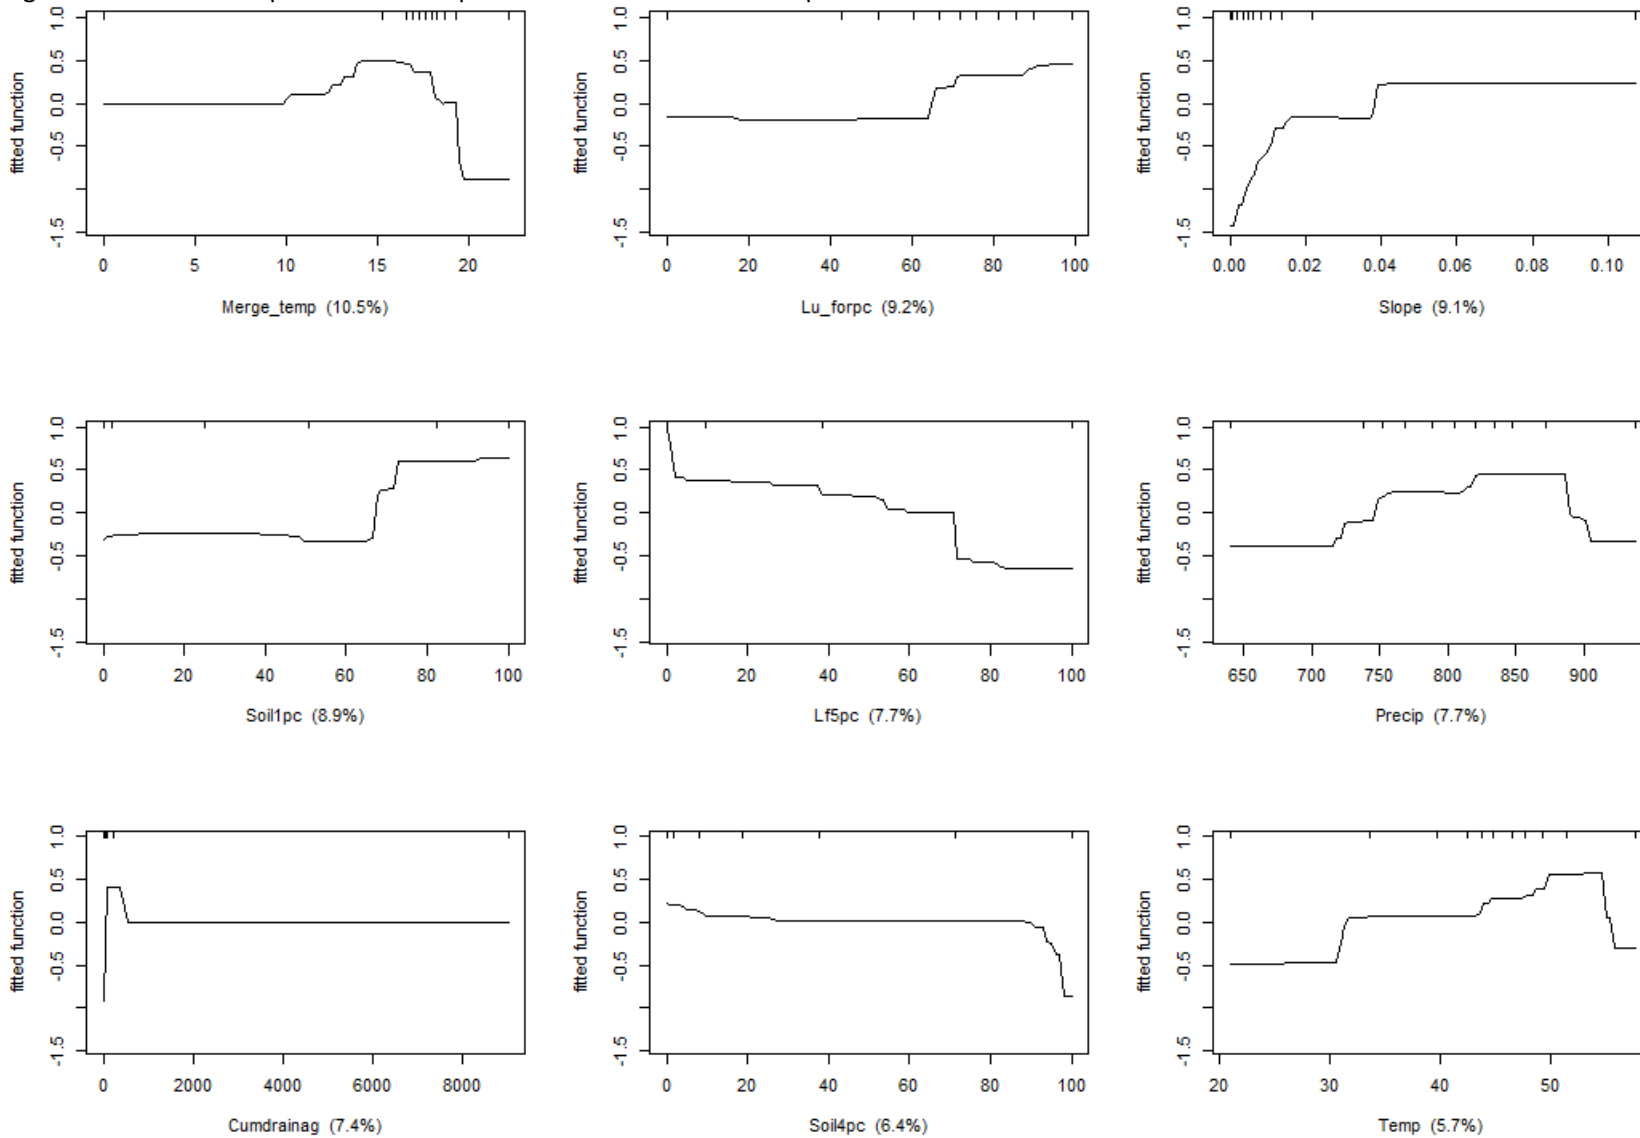 fitted function
1.0
0.5
0.0
-0.5
-1.5
0 5 10 15 20
Merge_temp (10.5%)
fitted function
1.0
0.5
0.0
-0.5
-1.5
0 20 40 60 80 100
Lu_forpc (9.2%)
fitted function
1.0
0.5
0.0
-0.5
-1.5
0.00 0.02 0.04 0.06 0.08 0.10
Slope (9.1%)
fitted function
1.0
0.5
0.0
-0.5
-1.5
0 20 40 60 80 100
Soil1pc (8.9%)
fitted function
1.0
0.5
0.0
-0.5
-1.5
0 20 40 60 80 100
Lf5pc (7.7%)
fitted function
1.0
0.5
0.0
-0.5
-1.5
650 700 750 800 850 900
Precip (7.7%)
fitted function
1.0
0.5
0.0
-0.5
-1.5
0 2000 4000 6000 8000
Cumdrainag (7.4%)
fitted function
1.0
0.5
0.0
-0.5
-1.5
0 20 40 60 80 100
Soil4pc (6.4%)
fitted function
1.0
0.5
0.0
-0.5
-1.5
20 30 40 50
Temp (5.7%)